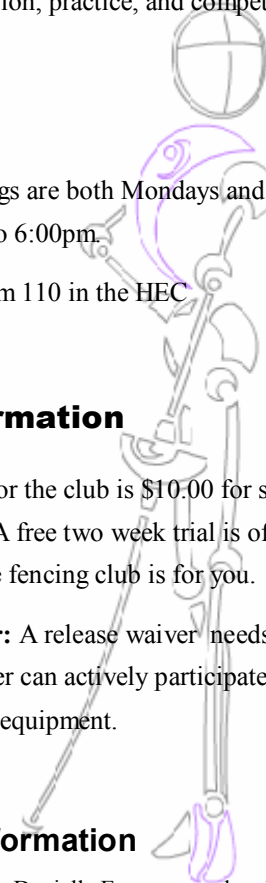 ion, practice, and compet
gs are both Mondays and
o 6:00pm.
m 110 in the HEC
rmation
or the club is $10.00 for s
A free two week trial is of
e fencing club is for you.
r: A release waiver needs
er can actively participate
equipment.
formation